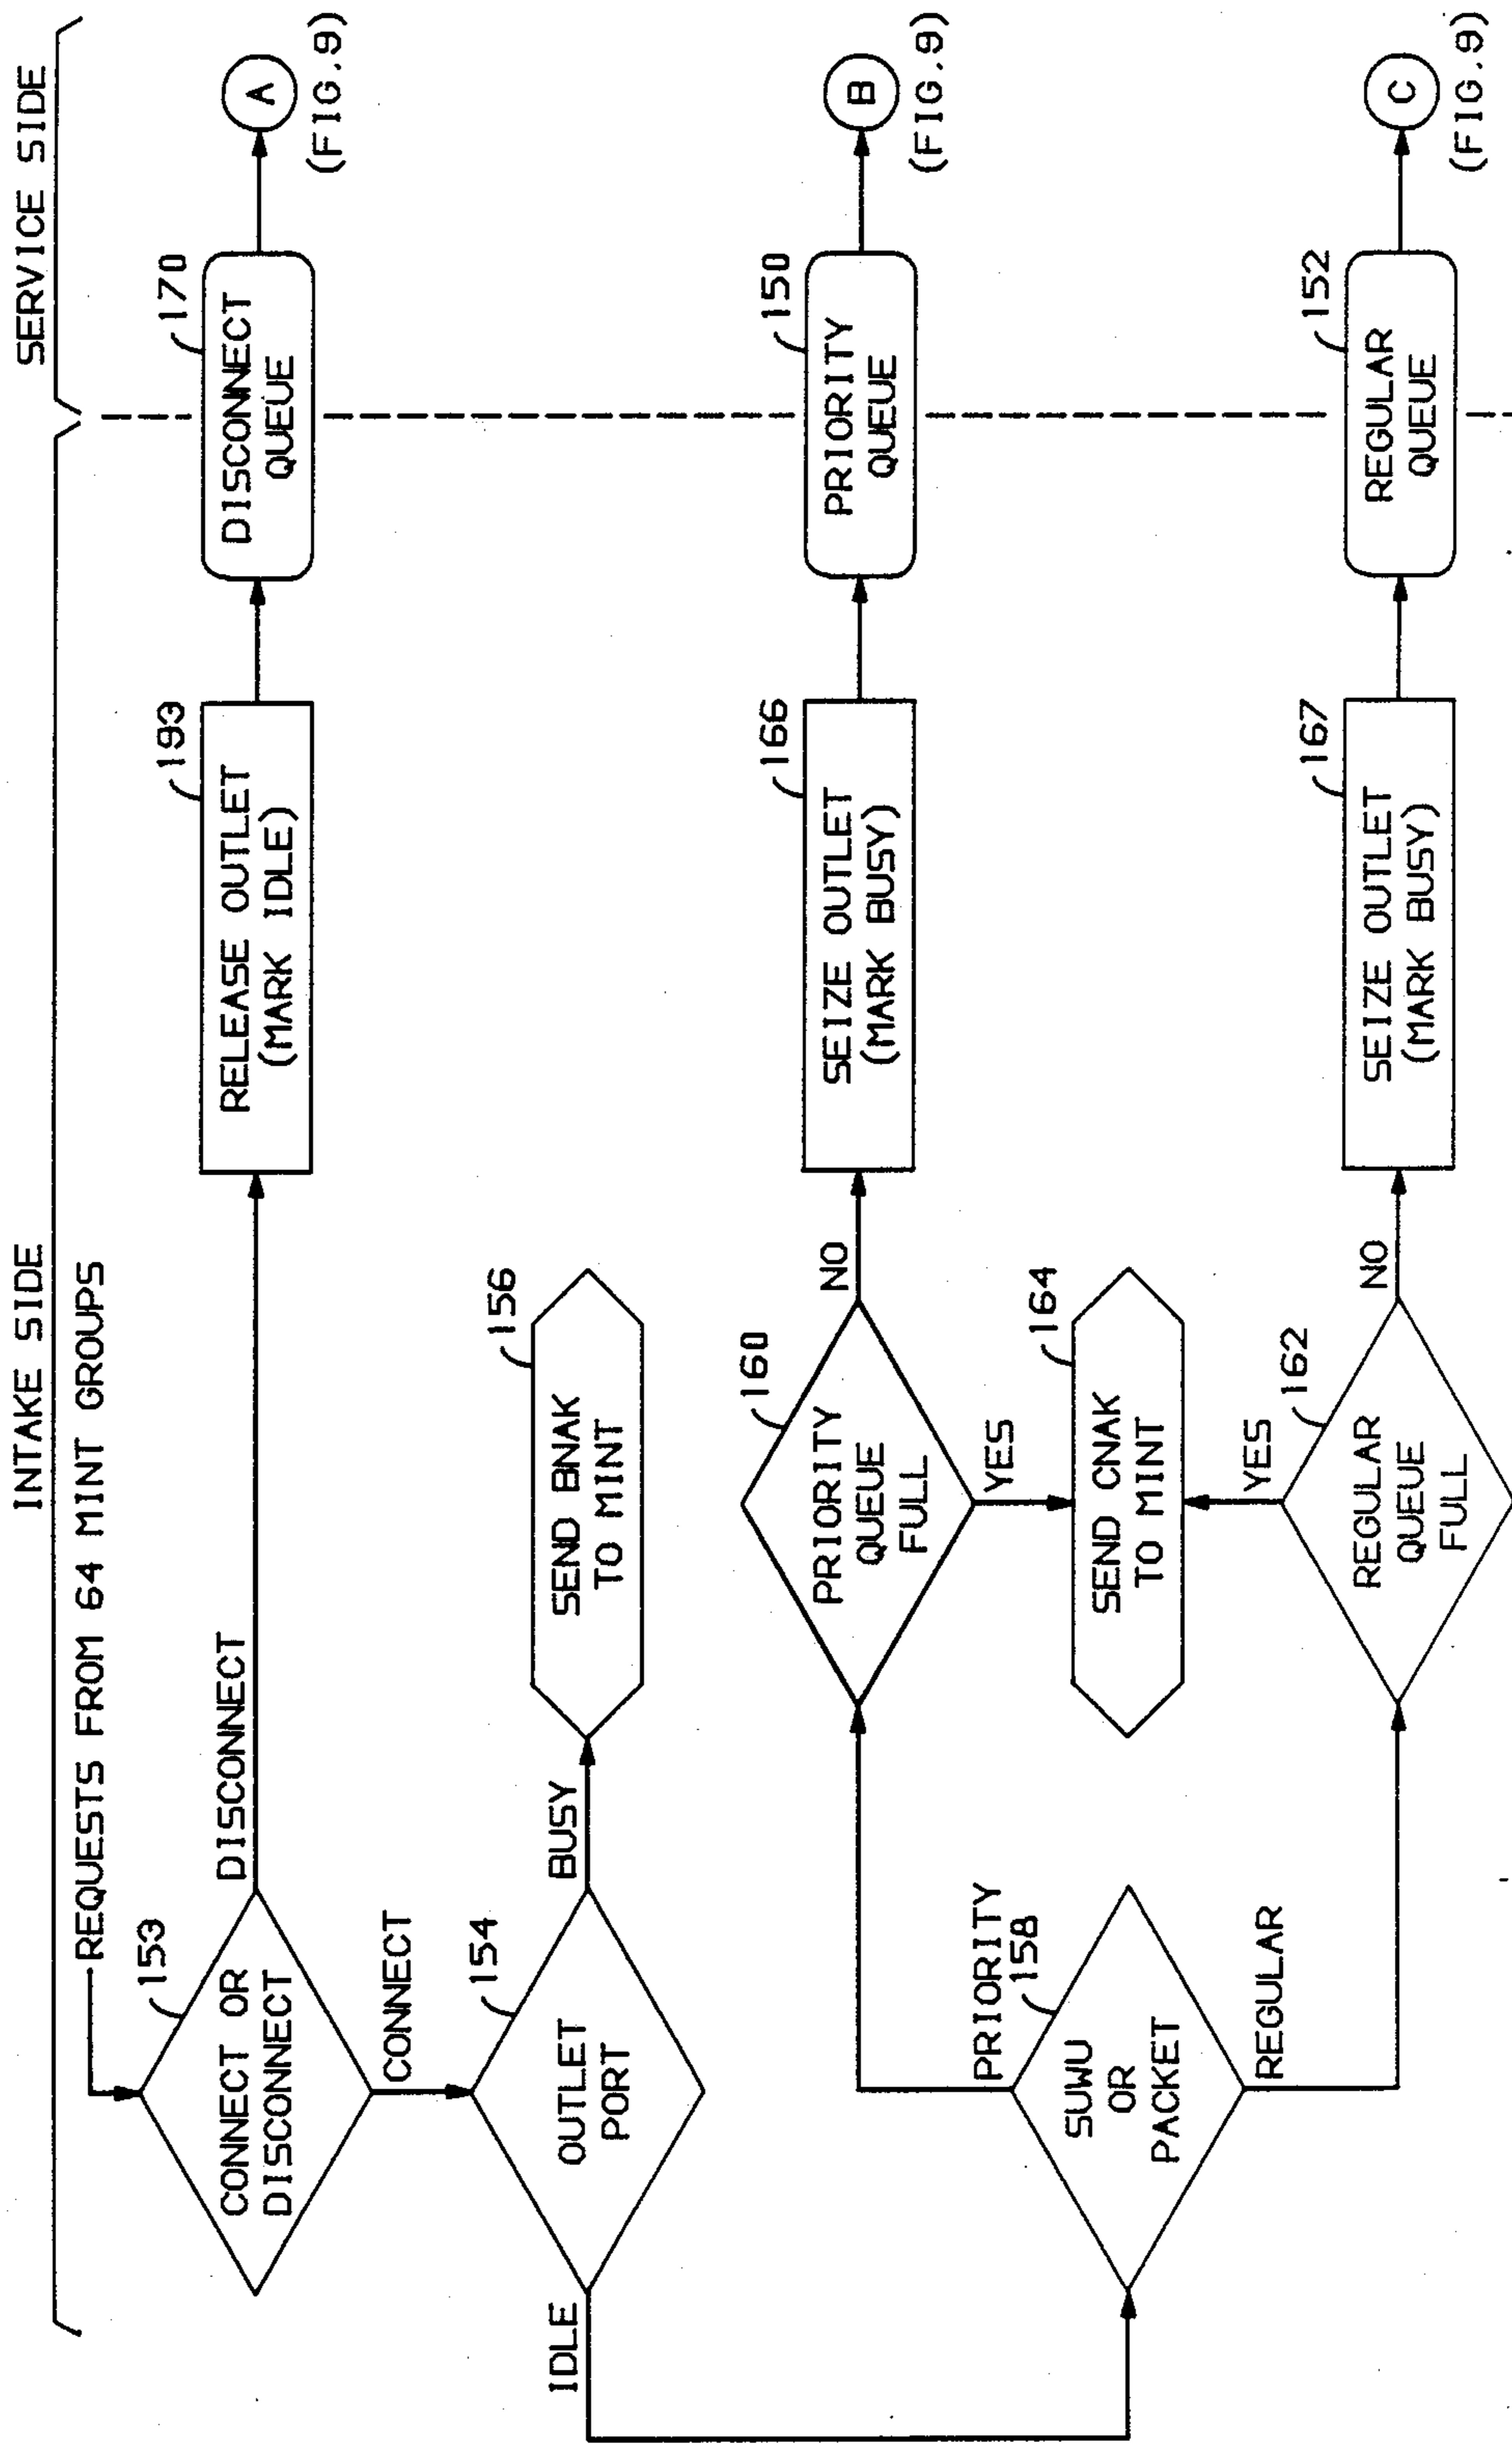 INTAKE SIDE
SERVICE SIDE
REQUESTS FROM 64 MINT GROUPS
153
CONNECT OR
DISCONNECT
DISCONNECT
193
RELEASE OUTLET
(MARK IDLE)
170
DISCONNECT
QUEUE
A
(FIG.9)
CONNECT
154
OUTLET
PORT
BUSY
156
SEND BNAK
TO MINT
IDLE
PRIORITY
158
SUWU
OR
PACKET
REGULAR
160
PRIORITY
QUEUE
FULL
NO
166
SEIZE OUTLET
(MARK BUSY)
150
PRIORITY
QUEUE
B
(FIG.9)
YES
164
SEND CNAK
TO MINT
YES
162
REGULAR
QUEUE
FULL
NO
167
SEIZE OUTLET
(MARK BUSY)
152
REGULAR
QUEUE
C
(FIG.9)